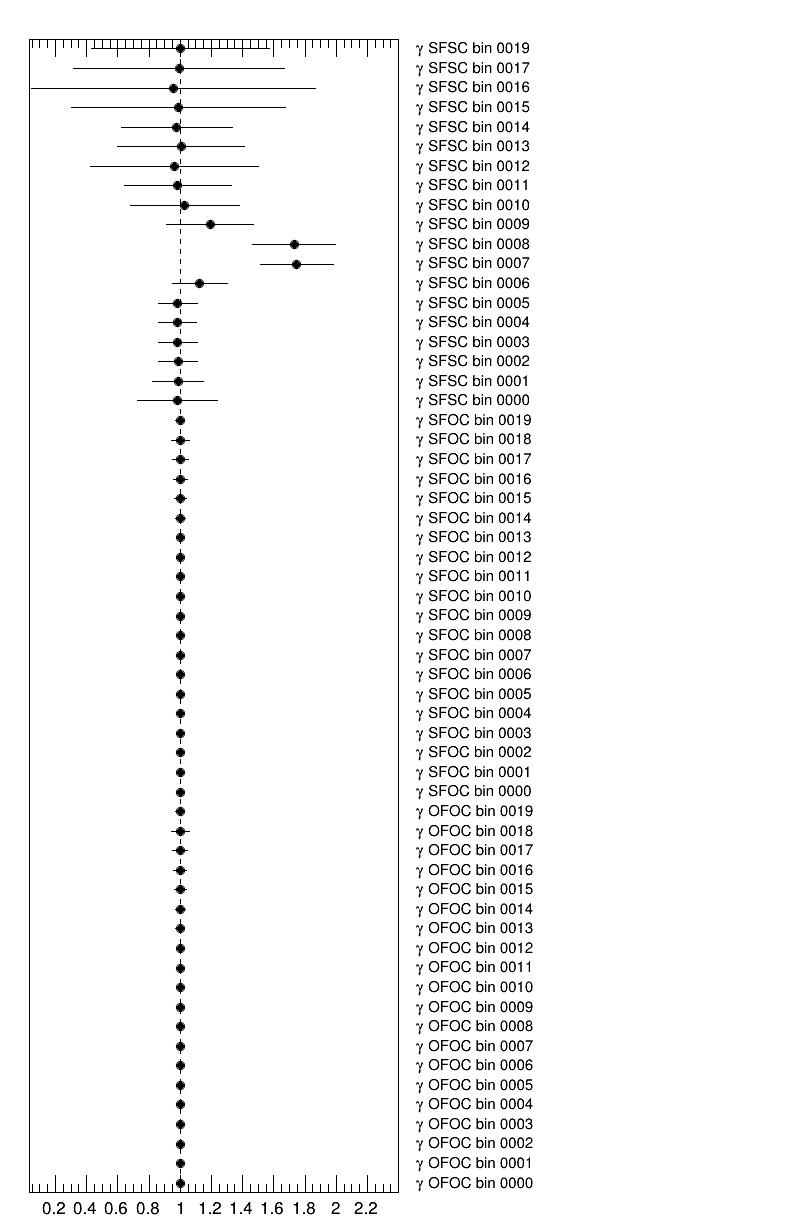 γ SFSC bin 0019
γ SFSC bin 0017
γ SFSC bin 0016
γ SFSC bin 0015
γ SFSC bin 0014
γ SFSC bin 0013
γ SFSC bin 0012
γ SFSC bin 0011
γ SFSC bin 0010
γ SFSC bin 0009
γ SFSC bin 0008
γ SFSC bin 0007
γ SFSC bin 0006
γ SFSC bin 0005
γ SFSC bin 0004
γ SFSC bin 0003
γ SFSC bin 0002
γ SFSC bin 0001
γ SFSC bin 0000
γ SFOC bin 0019
γ SFOC bin 0018
γ SFOC bin 0017
γ SFOC bin 0016
γ SFOC bin 0015
γ SFOC bin 0014
γ SFOC bin 0013
γ SFOC bin 0012
γ SFOC bin 0011
γ SFOC bin 0010
γ SFOC bin 0009
γ SFOC bin 0008
γ SFOC bin 0007
γ SFOC bin 0006
γ SFOC bin 0005
γ SFOC bin 0004
γ SFOC bin 0003
γ SFOC bin 0002
γ SFOC bin 0001
γ SFOC bin 0000
γ OFOC bin 0019
γ OFOC bin 0018
γ OFOC bin 0017
γ OFOC bin 0016
γ OFOC bin 0015
γ OFOC bin 0014
γ OFOC bin 0013
γ OFOC bin 0012
γ OFOC bin 0011
γ OFOC bin 0010
γ OFOC bin 0009
γ OFOC bin 0008
γ OFOC bin 0007
γ OFOC bin 0006
γ OFOC bin 0005
γ OFOC bin 0004
γ OFOC bin 0003
γ OFOC bin 0002
γ OFOC bin 0001
γ OFOC bin 0000
0.2 0.4 0.6 0.8 1 1.2 1.4 1.6 1.8 2 2.2